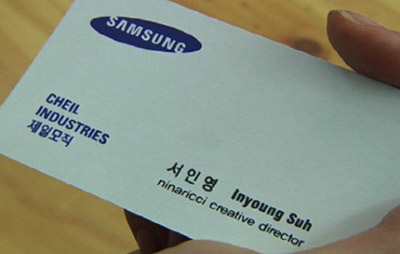 SAMSUNG
CHEIL
INDUSTRIES
제일모직
서인영 Inyoung Suh
ninaricci creative director